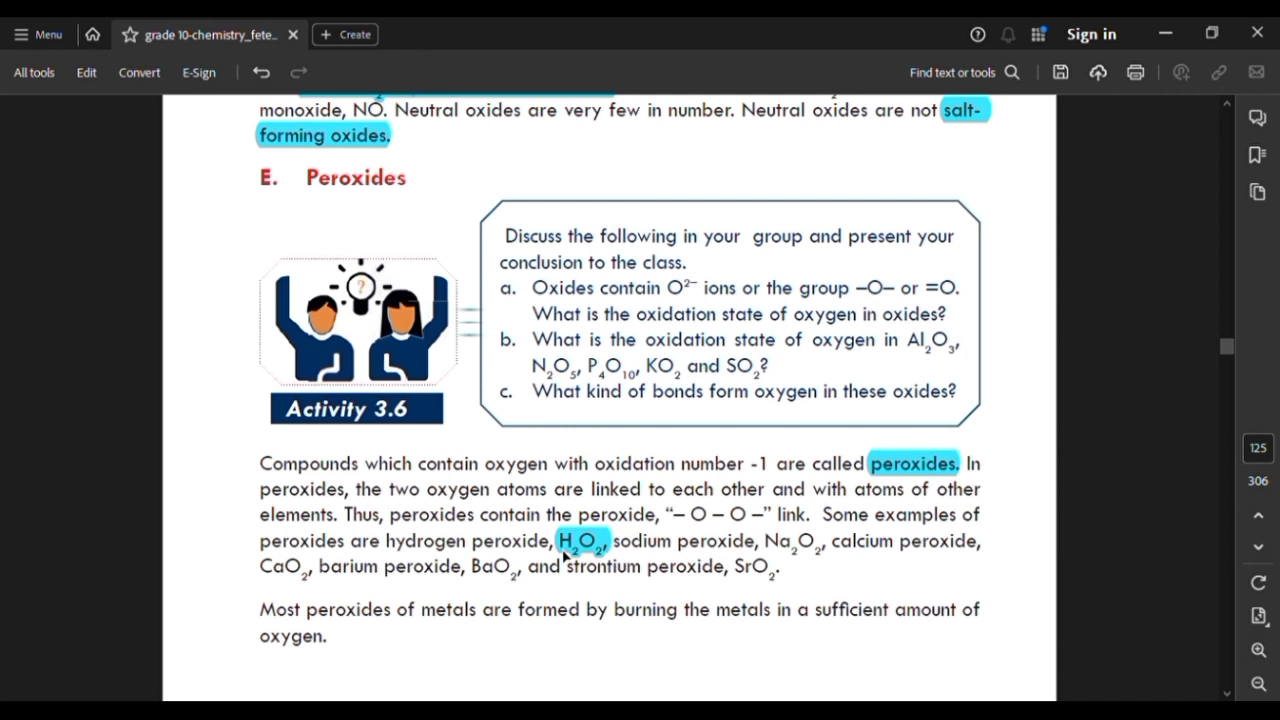 Menu
grade 10-chemistry_fete...
Create
Sign in
All tools
Edit
Convert
E-Sign
Find text or tools
monoxide, NO. Neutral oxides are very few in number. Neutral oxides are not salt-
forming oxides.
E. Peroxides
Discuss the following in your group and present your
conclusion to the class.
a. Oxides contain O²⁻ ions or the group –O– or =O.
What is the oxidation state of oxygen in oxides?
b. What is the oxidation state of oxygen in Al₂O₃,
N₂O₅, P₄O₁₀, KO₂ and SO₂?
c. What kind of bonds form oxygen in these oxides?
?
Activity 3.6
Compounds which contain oxygen with oxidation number -1 are called peroxides. In
peroxides, the two oxygen atoms are linked to each other and with atoms of other
elements. Thus, peroxides contain the peroxide, “– O – O –” link. Some examples of
peroxides are hydrogen peroxide, H₂O₂, sodium peroxide, Na₂O₂, calcium peroxide,
CaO₂, barium peroxide, BaO₂, and strontium peroxide, SrO₂.
Most peroxides of metals are formed by burning the metals in a sufficient amount of
oxygen.
125
306